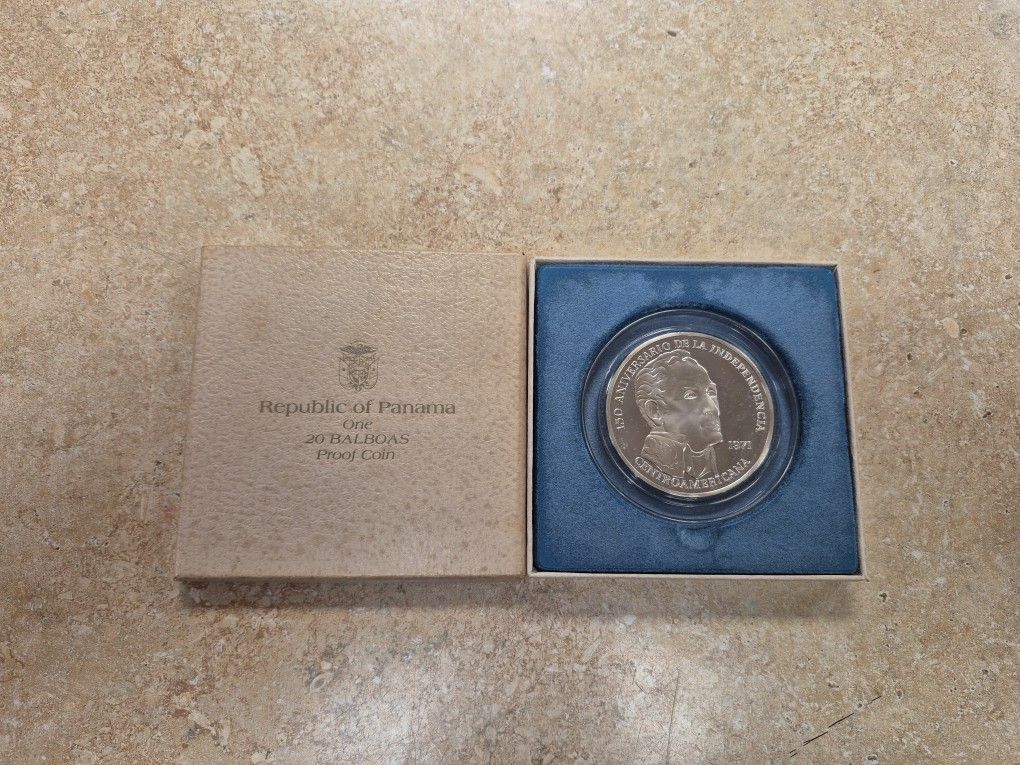 Republic of Panama
One
20 BALBOAS
Proof Coin
150 ANIVERSARIO DE LA INDEPENDENCIA
1971
CENTROAMERICANA